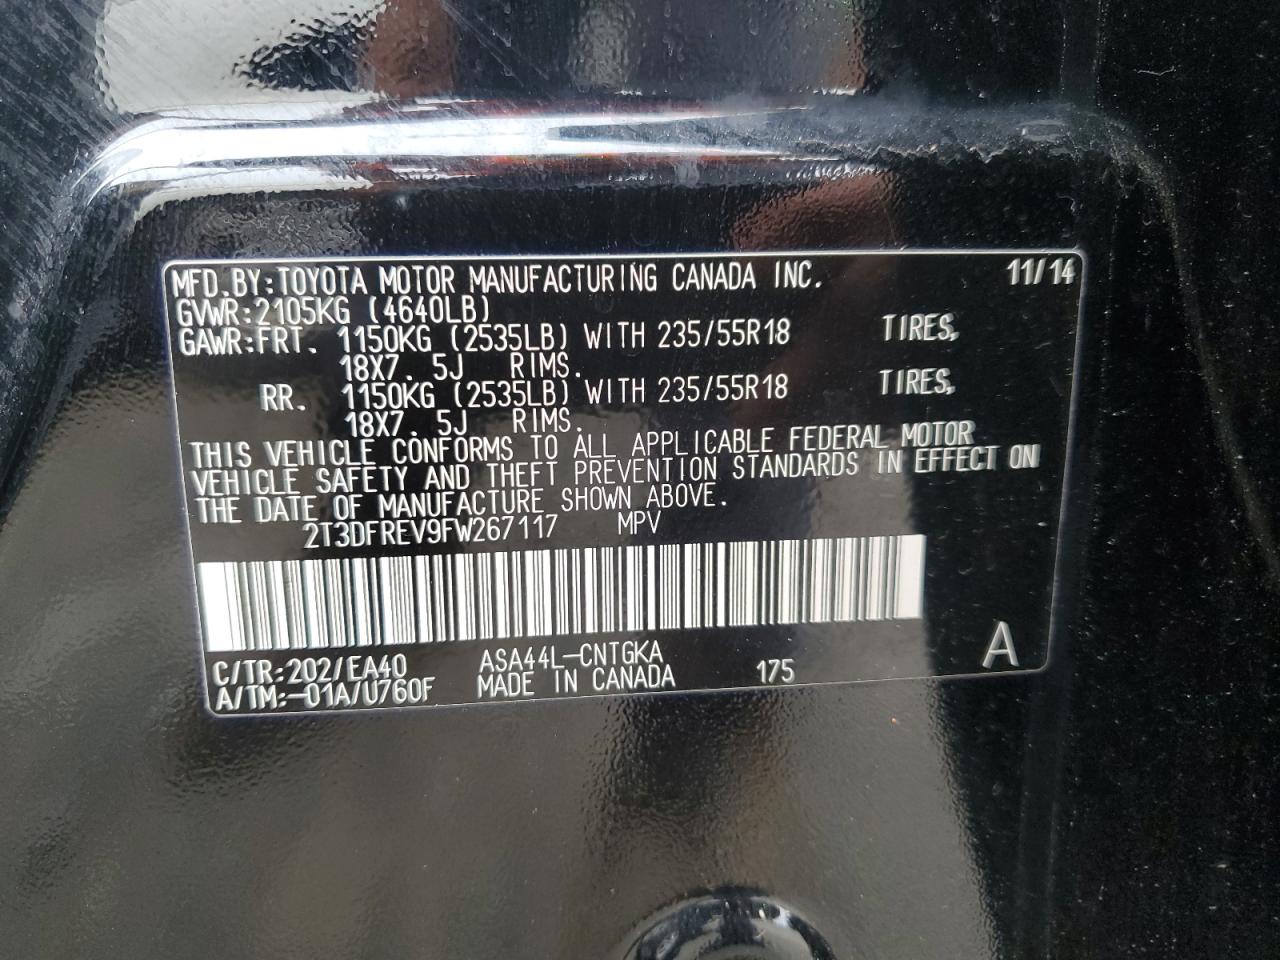 MFD.BY:TOYOTA MOTOR MANUFACTURING CANADA INC. 11/14
GVWR:2105KG (4640LB)
GAWR:FRT. 1150KG (2535LB) WITH 235/55R18 TIRES,
18X7. 5J RIMS.
RR. 1150KG (2535LB) WITH 235/55R18 TIRES,
18X7. 5J RIMS.
THIS VEHICLE CONFORMS TO ALL APPLICABLE FEDERAL MOTOR
VEHICLE SAFETY AND THEFT PREVENTION STANDARDS IN EFFECT ON
THE DATE OF MANUFACTURE SHOWN ABOVE.
2T3DFREV9FW267117 MPV
C/TR:202/EA40 ASA44L-CNTGKA A
A/TM:-01A/U760F MADE IN CANADA 175